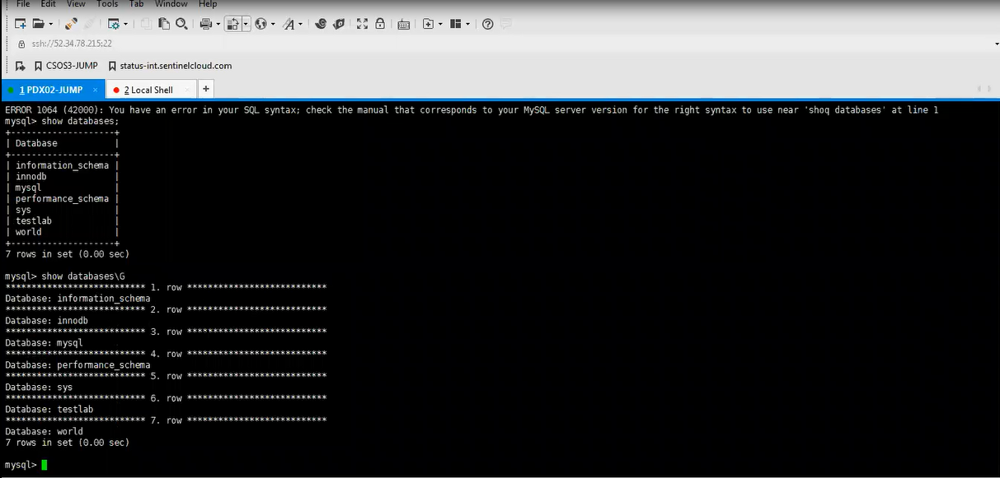 File Edit View Tools Tab Window Help
ssh://52.34.78.215:22
CSOS3-JUMP status-int.sentinelcloud.com
1 PDX02-JUMP × 2 Local Shell × +
ERROR 1064 (42000): You have an error in your SQL syntax; check the manual that corresponds to your MySQL server version for the right syntax to use near 'shoq databases' at line 1
mysql> show databases;
+--------------------+
| Database           |
+--------------------+
| information_schema |
| innodb             |
| mysql              |
| performance_schema |
| sys                |
| testlab            |
| world              |
+--------------------+
7 rows in set (0.00 sec)
mysql> show databases\G
*************************** 1. row ***************************
Database: information_schema
*************************** 2. row ***************************
Database: innodb
*************************** 3. row ***************************
Database: mysql
*************************** 4. row ***************************
Database: performance_schema
*************************** 5. row ***************************
Database: sys
*************************** 6. row ***************************
Database: testlab
*************************** 7. row ***************************
Database: world
7 rows in set (0.00 sec)
mysql>